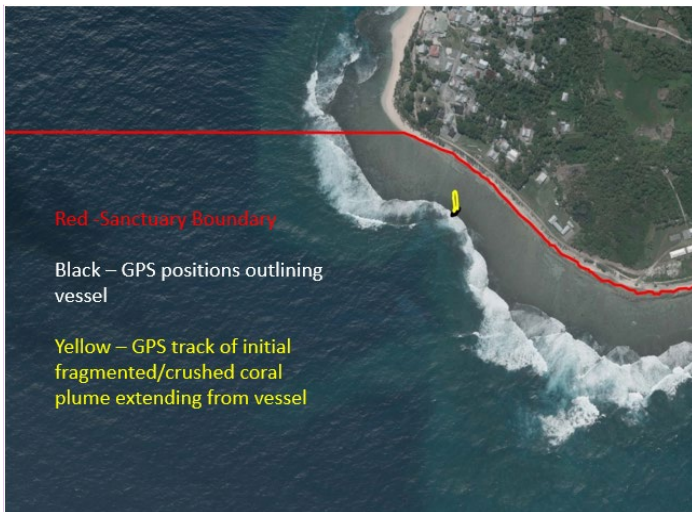 Red -Sanctuary Boundary
Black – GPS positions outlining
vessel
Yellow – GPS track of initial
fragmented/crushed coral
plume extending from vessel